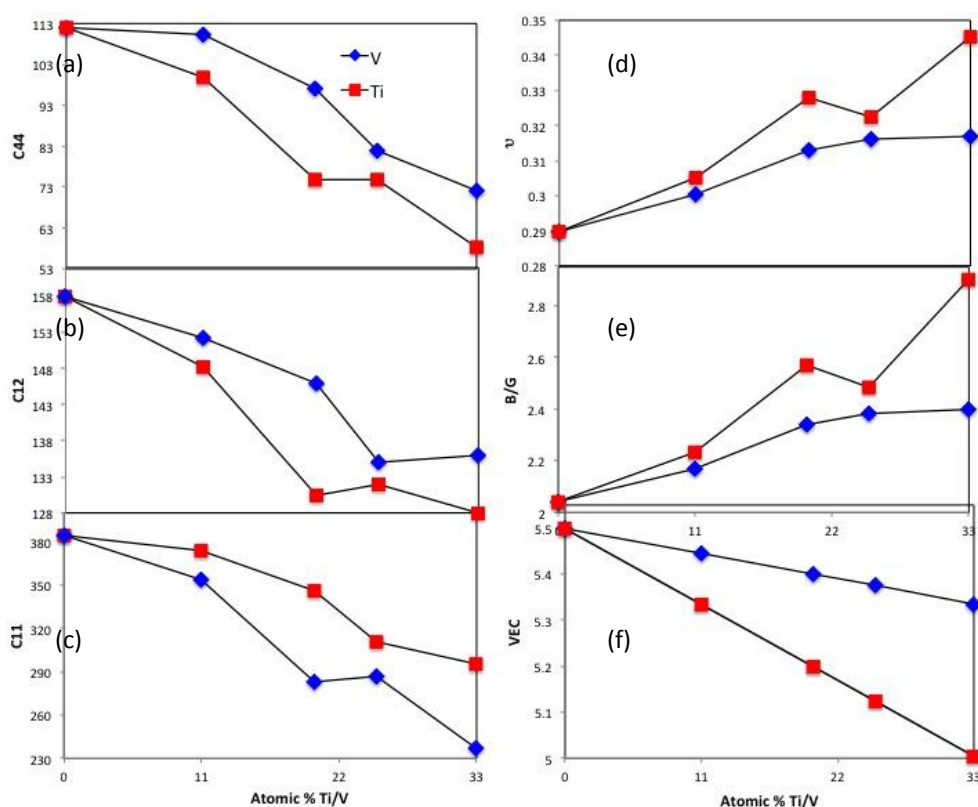 113
103
93
83
73
63
53
C44
(a)
V
Ti
158
153
148
143
138
133
128
C12
(b)
380
350
320
290
260
230
C11
(c)
0 11 22 33
Atomic % Ti/V
0.35
0.34
0.33
0.32
0.31
0.3
0.29
0.28
υ
(d)
2.8
2.6
2.4
2.2
2
B/G
(e)
11 22 33
5.5
5.4
5.3
5.2
5.1
5
VEC
(f)
0 11 22 33
Atomic % Ti/V